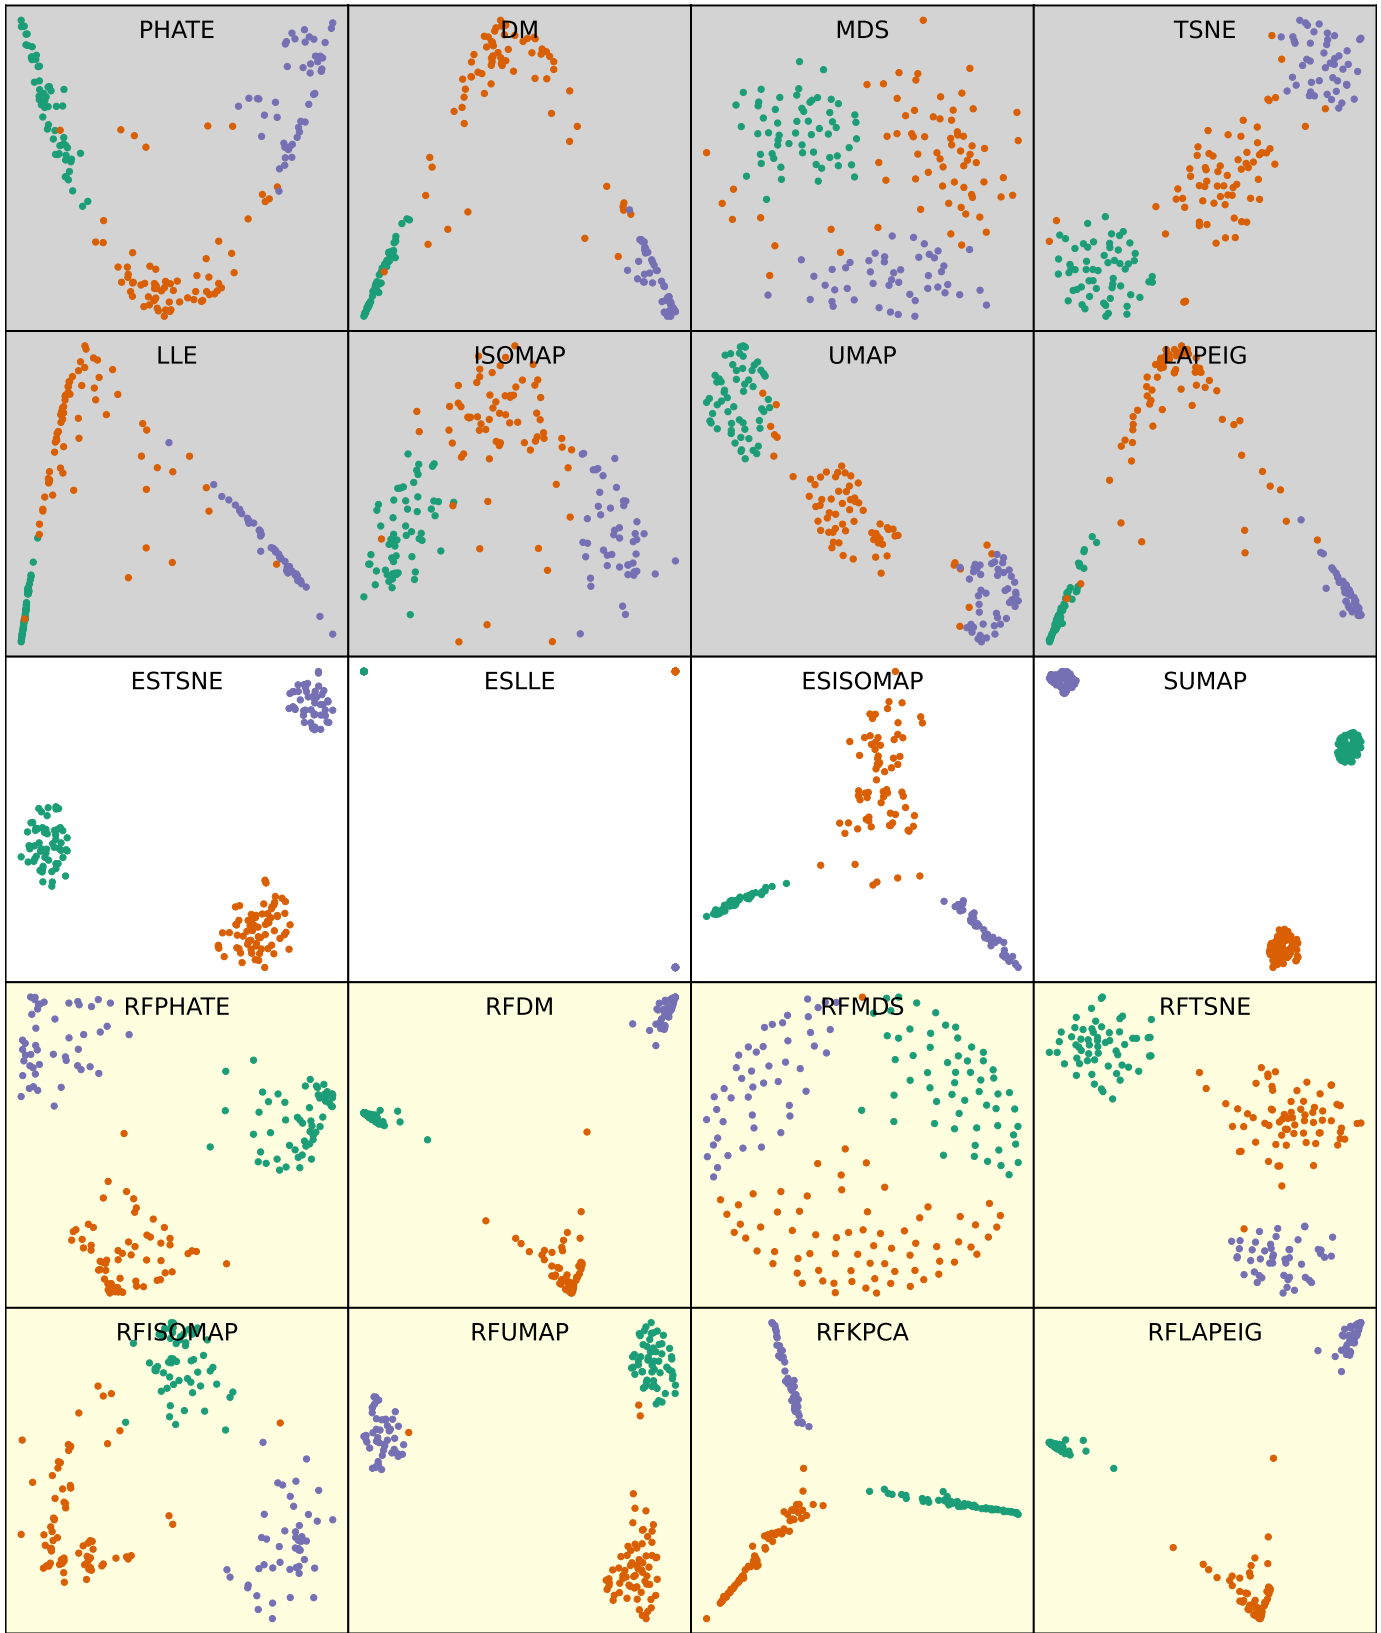 PHATE
DM
MDS
TSNE
LLE
ISOMAP
UMAP
LAPEIG
ESTSNE
ESLLE
ESISOMAP
SUMAP
RFPHATE
RFDM
RFMDS
RFTSNE
RFISOMAP
RFUMAP
RFKPCA
RFLAPEIG